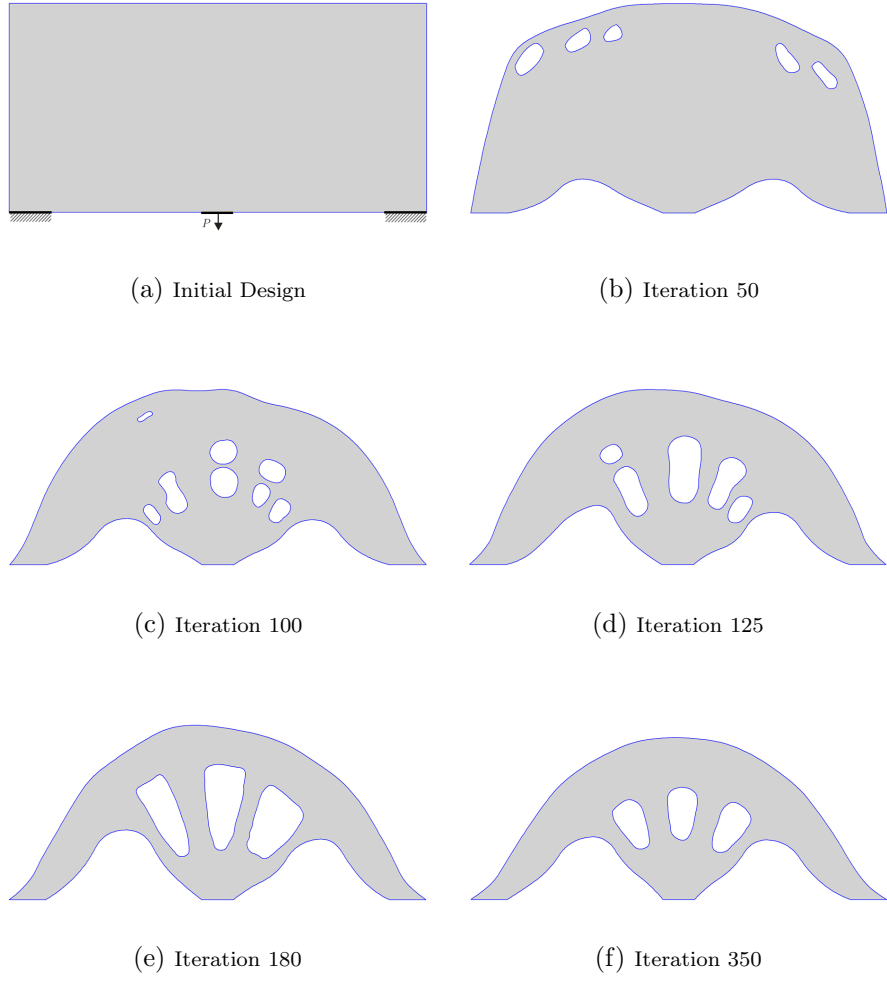 P
(a) Initial Design
(b) Iteration 50
(c) Iteration 100
(d) Iteration 125
(e) Iteration 180
(f) Iteration 350